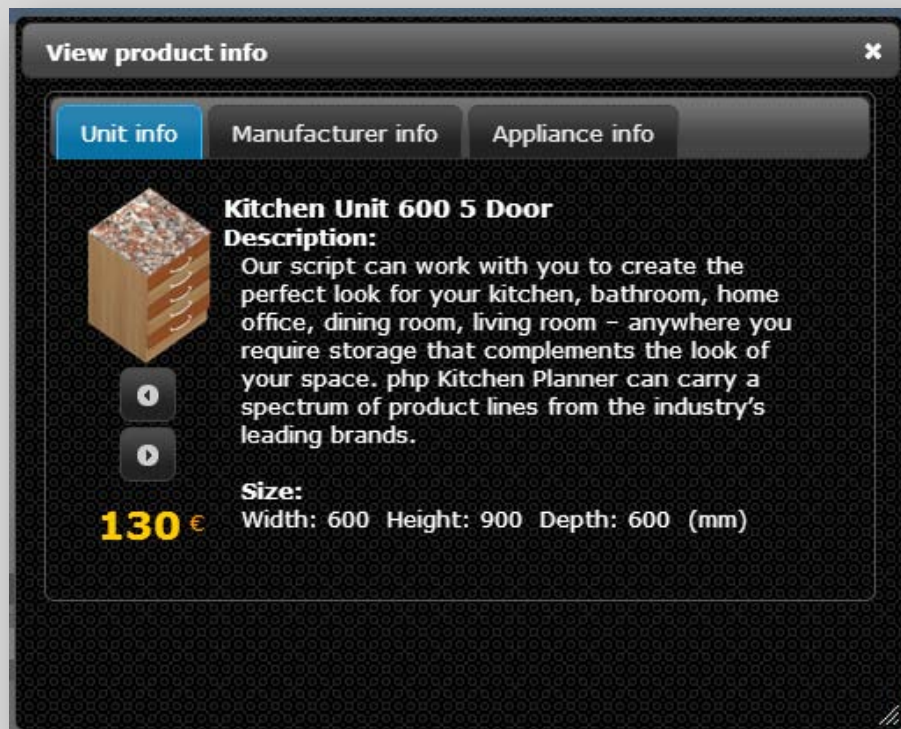 View product info
Unit info Manufacturer info Appliance info
Kitchen Unit 600 5 Door
Description:
Our script can work with you to create the
perfect look for your kitchen, bathroom, home
office, dining room, living room – anywhere you
require storage that complements the look of
your space. php Kitchen Planner can carry a
spectrum of product lines from the industry’s
leading brands.
Size:
Width: 600 Height: 900 Depth: 600 (mm)
130 €